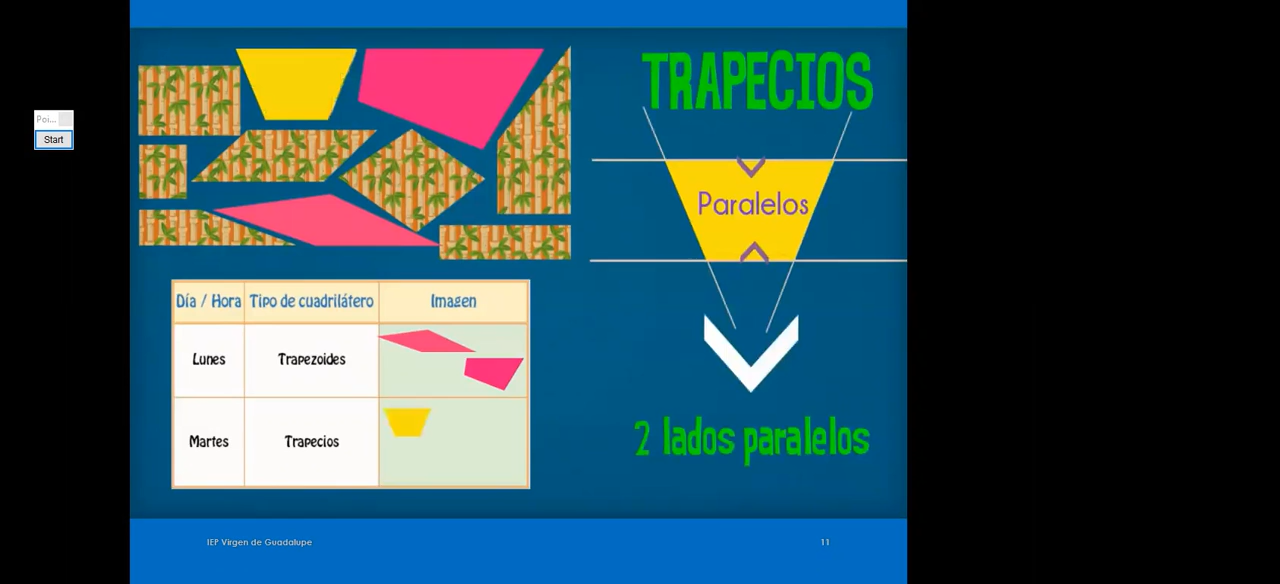 Poi...
Start
TRAPECIOS
Paralelos
2 lados paralelos
Día / Hora Tipo de cuadrilátero Imagen
Lunes Trapezoides
Martes Trapecios
IEP Virgen de Guadalupe
11